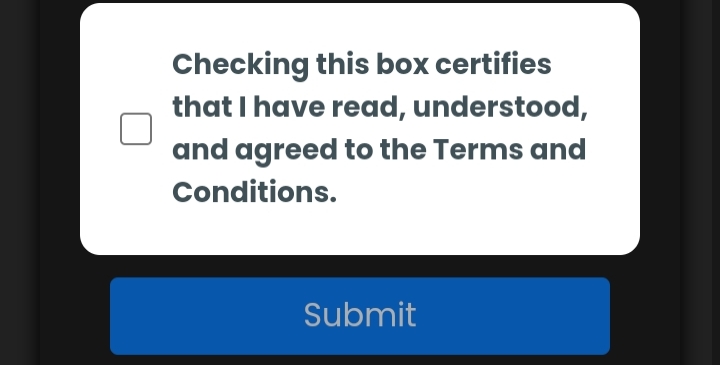 Checking this box certifies
that I have read, understood,
and agreed to the Terms and
Conditions.
Submit